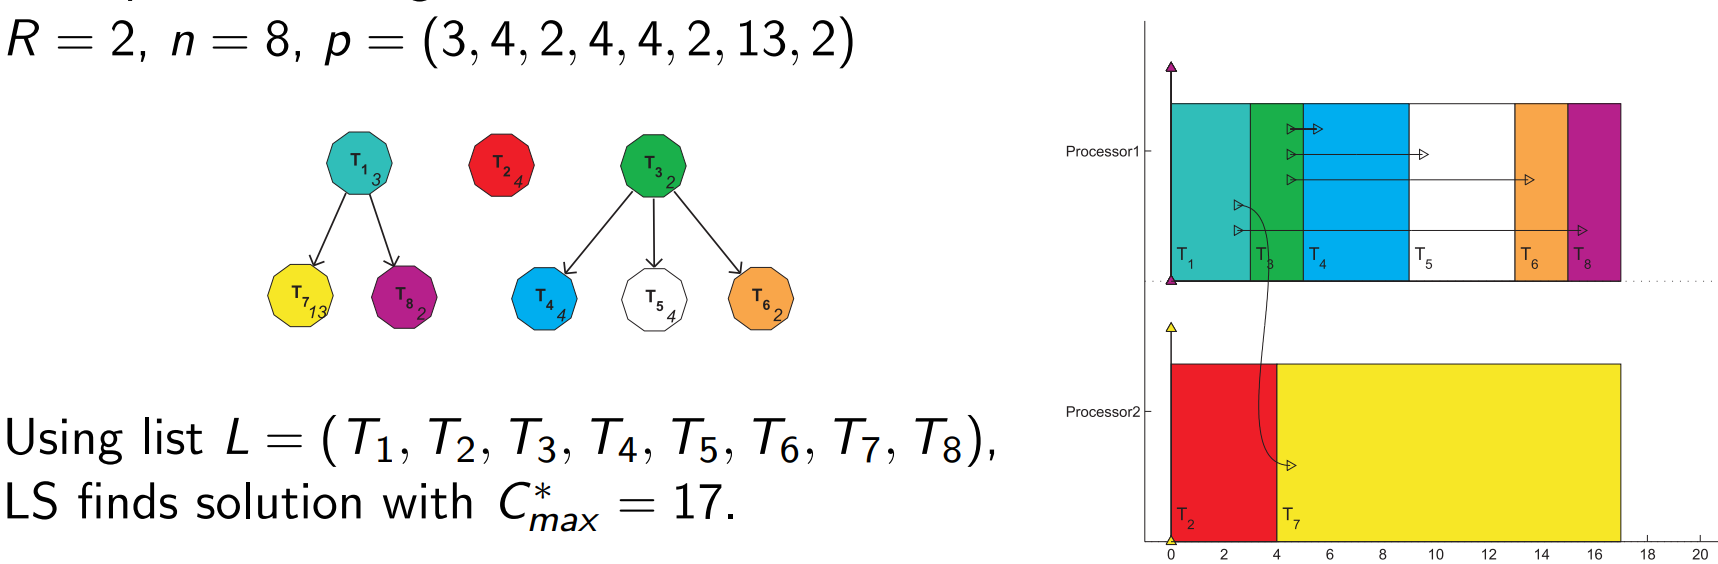 R = 2, n = 8, p = (3, 4, 2, 4, 4, 2, 13, 2)
T1 3
T2 4
T3 2
T7 13
T8 2
T4 4
T5 4
T6 2
Using list L = (T1, T2, T3, T4, T5, T6, T7, T8),
LS finds solution with C*max = 17.
Processor1
T1 T3 T4 T5 T6 T8
Processor2
T2 T7
0 2 4 6 8 10 12 14 16 18 20